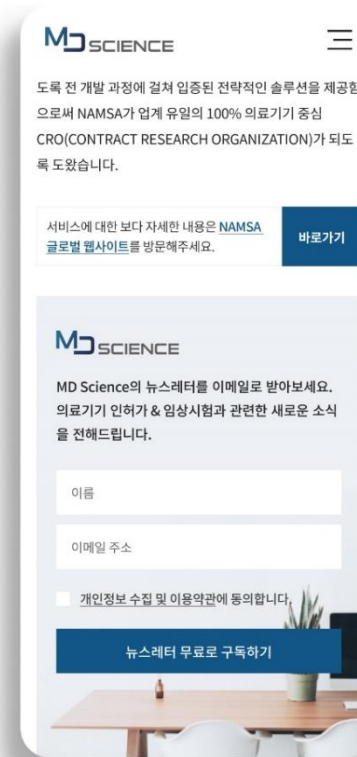 MD SCIENCE
도록 전 개발 과정에 걸쳐 입증된 전략적인 솔루션을 제공함
으로써 NAMSA가 업계 유일의 100% 의료기기 중심
CRO(CONTRACT RESEARCH ORGANIZATION)가 되도
록 도왔습니다.
서비스에 대한 보다 자세한 내용은 NAMSA
글로벌 웹사이트를 방문해주세요.
바로가기
MD SCIENCE
MD Science의 뉴스레터를 이메일로 받아보세요.
의료기기 인허가 & 임상시험과 관련한 새로운 소식
을 전해드립니다.
이름
이메일 주소
개인정보 수집 및 이용약관에 동의합니다.
뉴스레터 무료로 구독하기